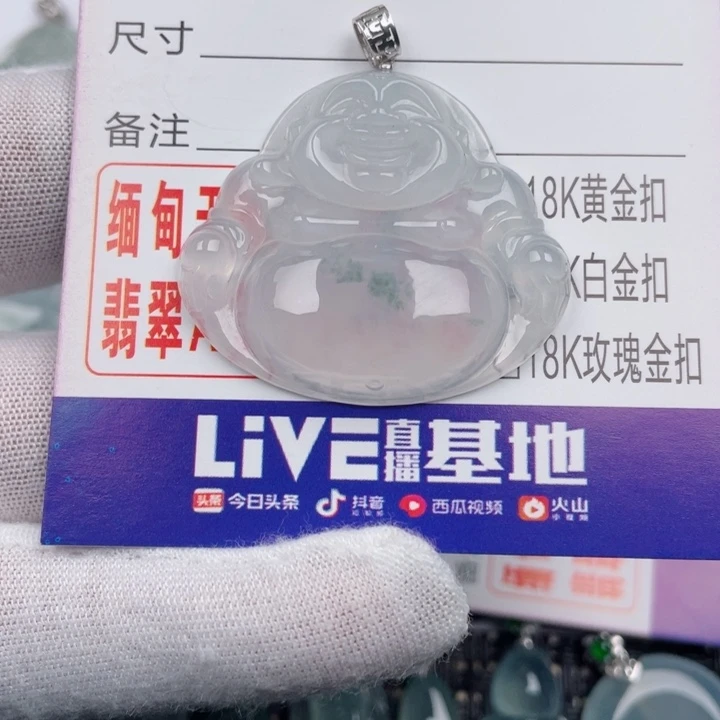 尺寸
备注
缅甸
翡翠
18K黄金扣
K白金扣
18K玫瑰金扣
LiVE直播基地
头条 今日头条 抖音 西瓜视频 火山